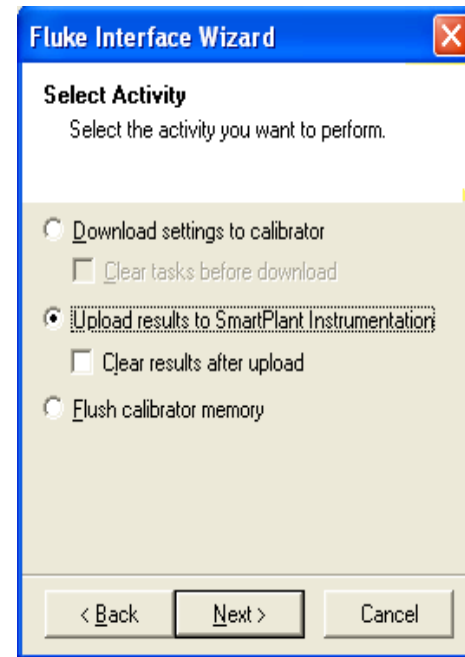 Fluke Interface Wizard
Select Activity
Select the activity you want to perform.
Download settings to calibrator
Clear tasks before download
Upload results to SmartPlant Instrumentation
Clear results after upload
Flush calibrator memory
< Back Next > Cancel